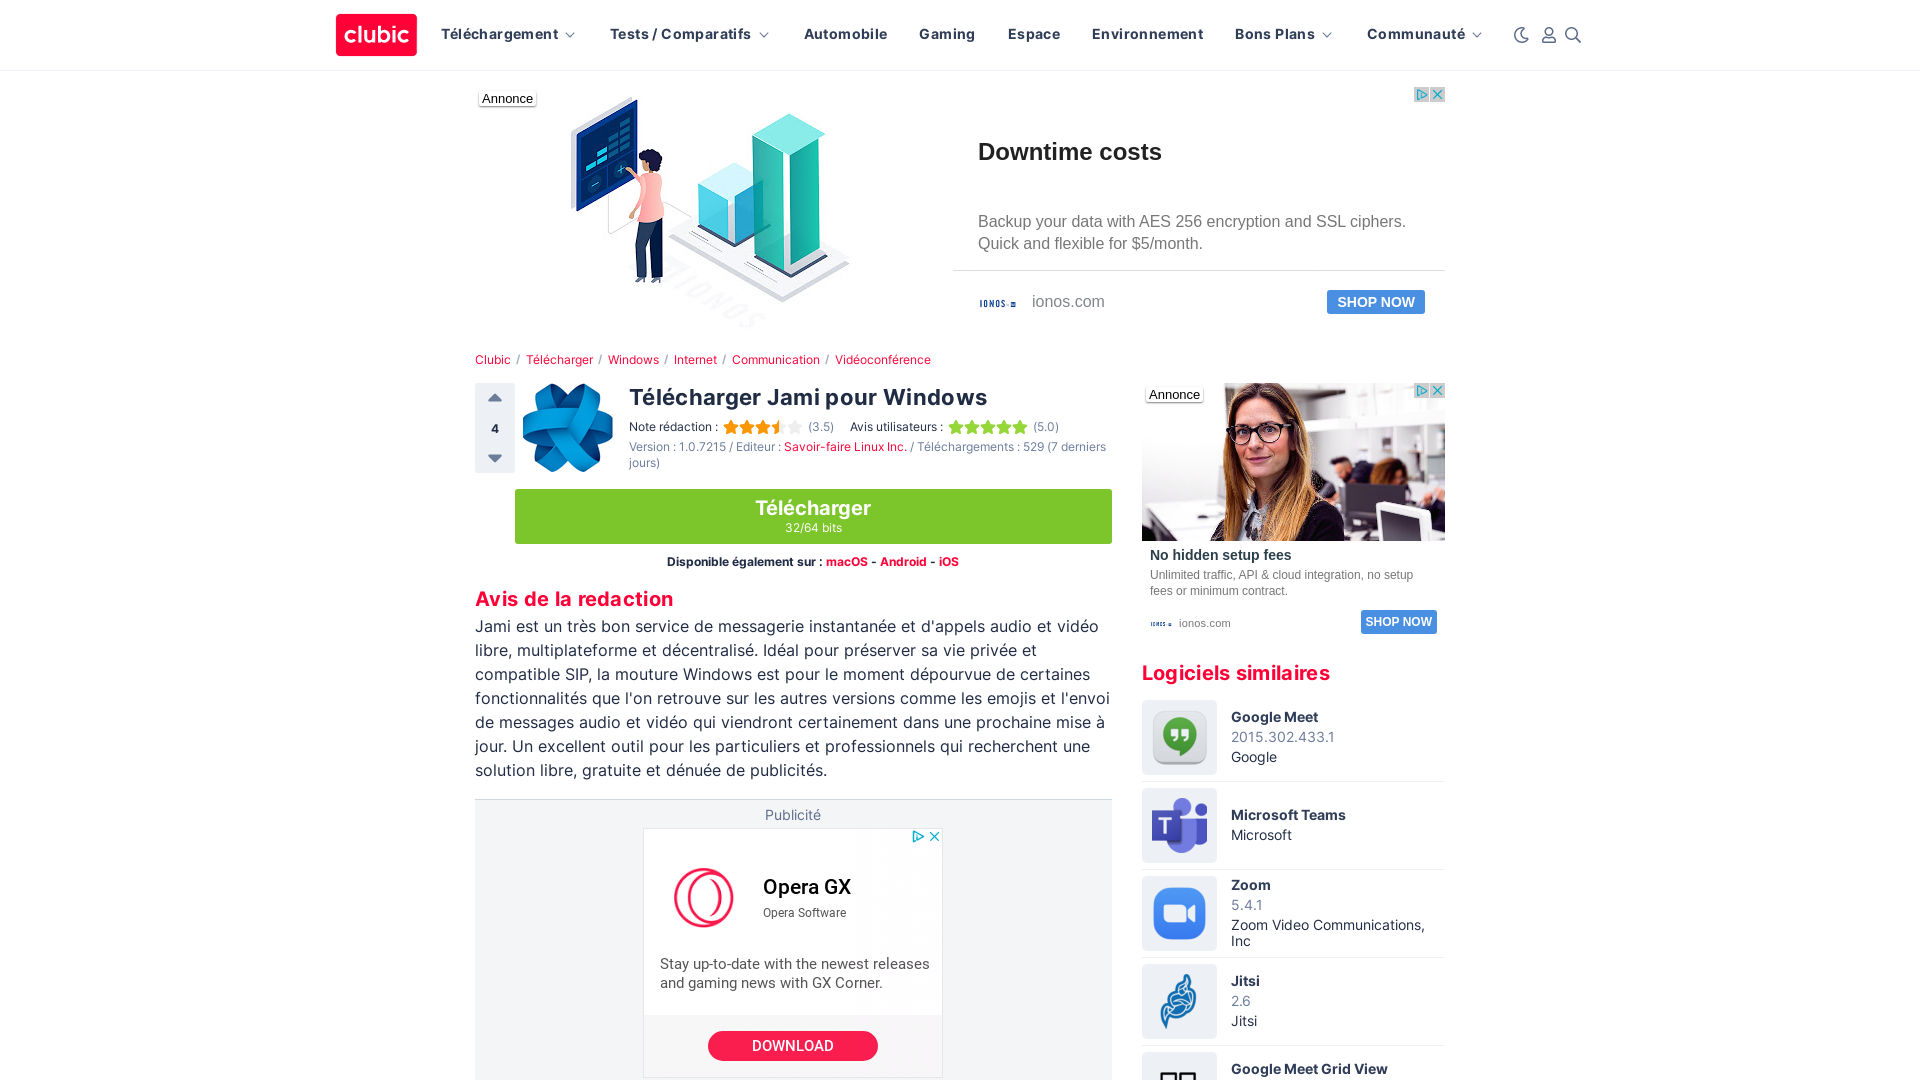 clubic
Téléchargement
Tests / Comparatifs
Automobile
Gaming
Espace
Environnement
Bons Plans
Communauté
Annonce
Downtime costs
Backup your data with AES 256 encryption and SSL ciphers.
Quick and flexible for $5/month.
IONOS
ionos.com
SHOP NOW
IONOS
Clubic / Télécharger / Windows / Internet / Communication / Vidéoconférence
4
Télécharger Jami pour Windows
Note rédaction : (3.5) Avis utilisateurs : (5.0)
Version : 1.0.7215 / Editeur : Savoir-faire Linux Inc. / Téléchargements : 529 (7 derniers
jours)
Télécharger
32/64 bits
Disponible également sur : macOS - Android - iOS
Avis de la redaction
Jami est un très bon service de messagerie instantanée et d'appels audio et vidéo
libre, multiplateforme et décentralisé. Idéal pour préserver sa vie privée et
compatible SIP, la mouture Windows est pour le moment dépourvue de certaines
fonctionnalités que l'on retrouve sur les autres versions comme les emojis et l'envoi
de messages audio et vidéo qui viendront certainement dans une prochaine mise à
jour. Un excellent outil pour les particuliers et professionnels qui recherchent une
solution libre, gratuite et dénuée de publicités.
Publicité
Opera GX
Opera Software
Stay up-to-date with the newest releases
and gaming news with GX Corner.
DOWNLOAD
Annonce
No hidden setup fees
Unlimited traffic, API & cloud integration, no setup
fees or minimum contract.
IONOS
ionos.com
SHOP NOW
Logiciels similaires
Google Meet
2015.302.433.1
Google
T
Microsoft Teams
Microsoft
Zoom
5.4.1
Zoom Video Communications,
Inc
Jitsi
2.6
Jitsi
Google Meet Grid View